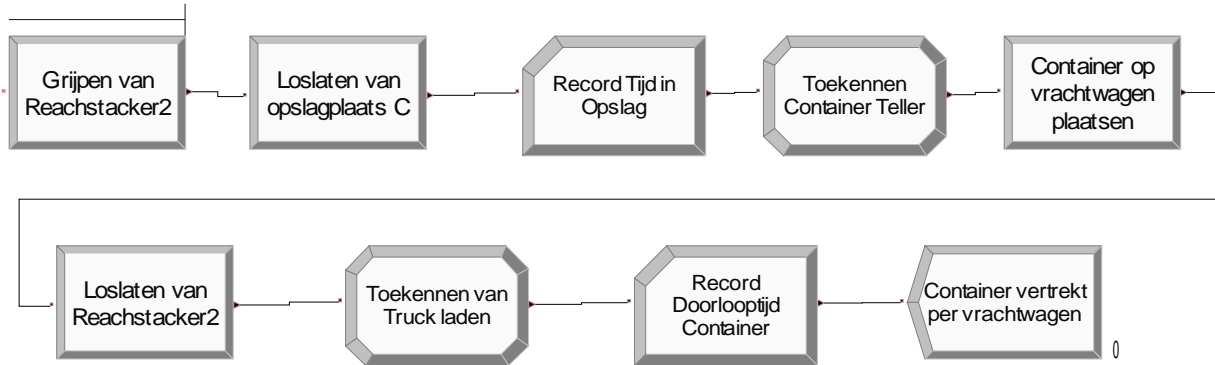 Grijpen van
Reachstacker2
Loslaten van
opslagplaats C
Record Tijd in
Opslag
Toekennen
Container Teller
Container op
vrachtwagen
plaatsen
Loslaten van
Reachstacker2
Toekennen van
Truck laden
Record
Doorlooptijd
Container
Container vertrekt
per vrachtwagen
0